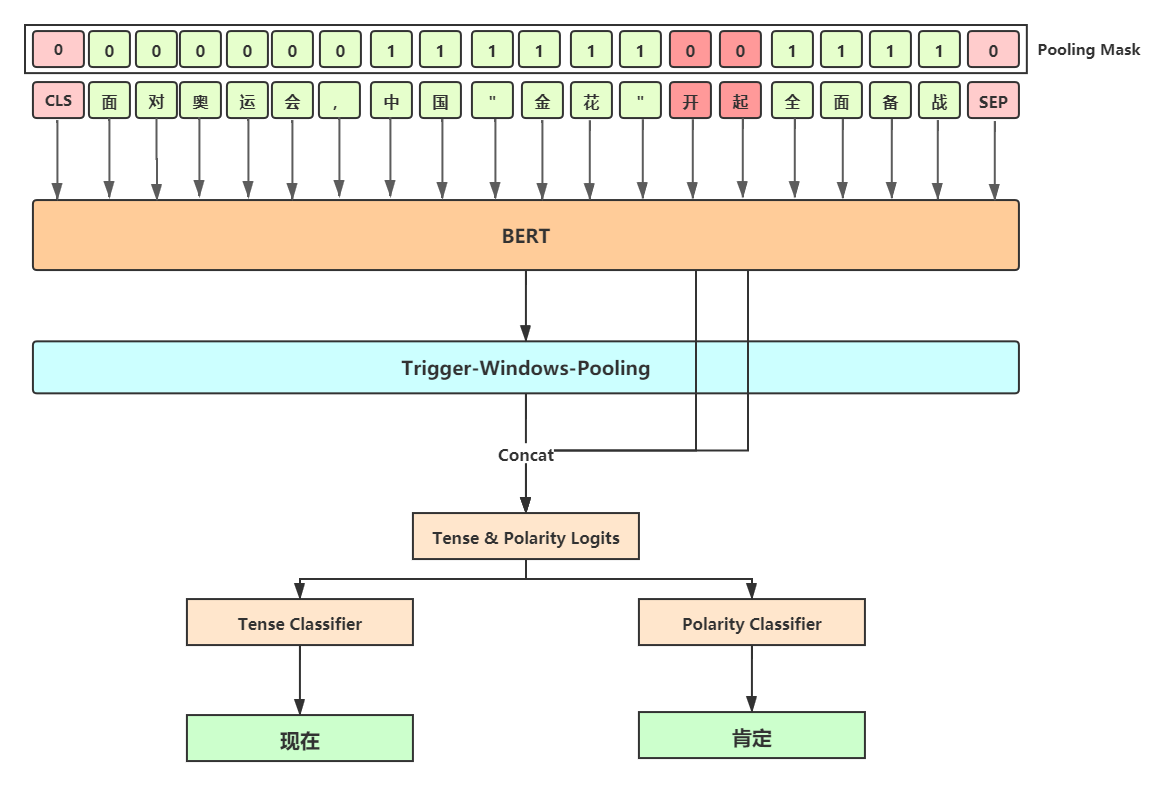 0 0 0 0 0 0 0 1 1 1 1 1 1 0 0 1 1 1 1 0 Pooling Mask
CLS 面 对 奥 运 会 , 中 国 " 金 花 " 开 起 全 面 备 战 SEP
BERT
Trigger-Windows-Pooling
Concat
Tense & Polarity Logits
Tense Classifier Polarity Classifier
现在 肯定